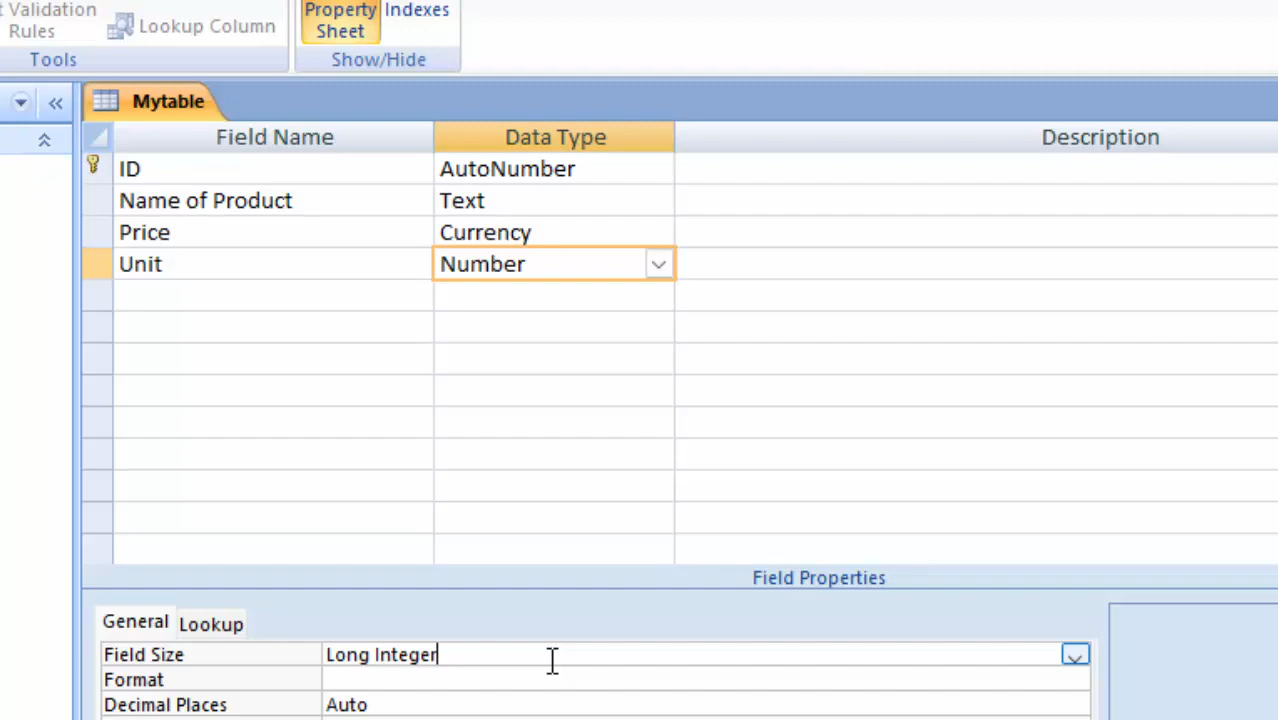 t Validation
Rules
Lookup Column
Property
Sheet
Indexes
Tools
Show/Hide
Mytable
Field Name Data Type Description
ID AutoNumber
Name of Product Text
Price Currency
Unit Number
Field Properties
General Lookup
Field Size Long Integer
Format
Decimal Places Auto